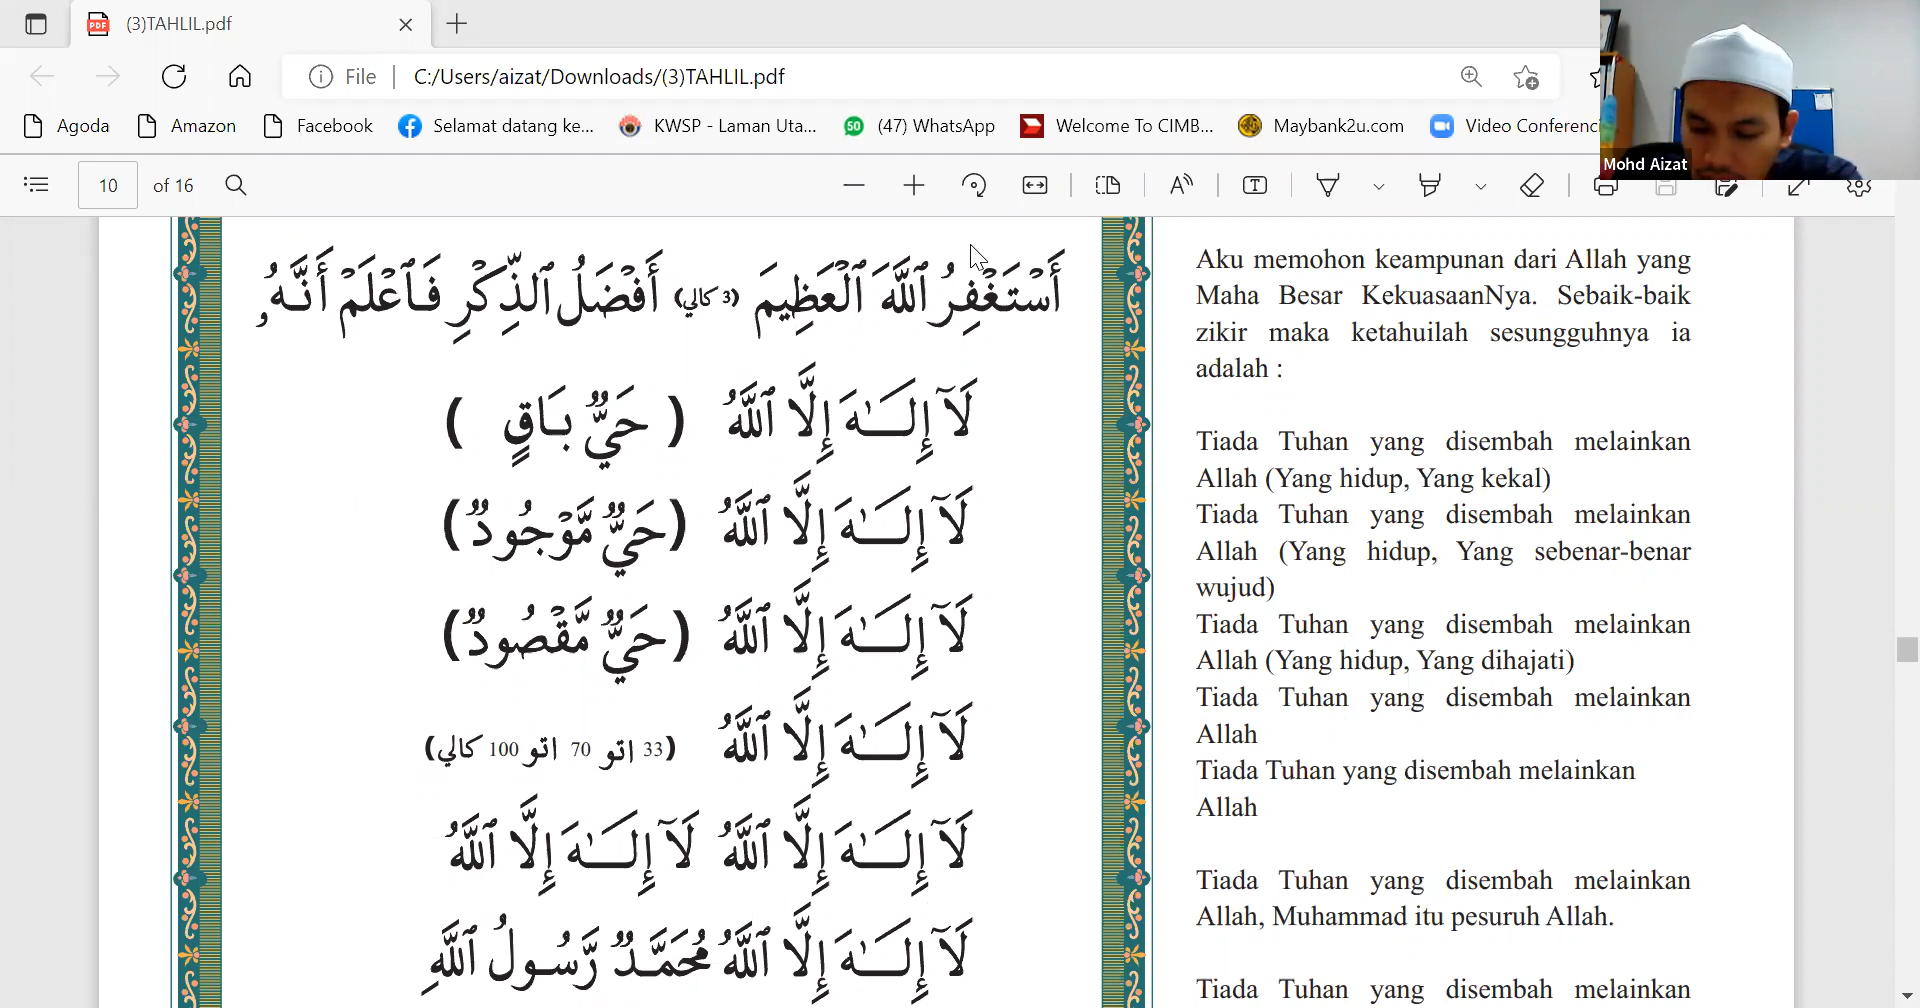 (3)TAHLIL.pdf
File C:/Users/aizat/Downloads/(3)TAHLIL.pdf
Agoda Amazon Facebook Selamat datang ke... KWSP - Laman Uta... (47) WhatsApp Welcome To CIMB... Maybank2u.com Video Conferenci
Mohd Aizat
10 of 16
أَسْتَغْفِرُ ٱللَّهَ ٱلْعَظِيمَ (3 كالي) أَفْضَلُ ٱلذِّكْرِ فَٱعْلَمْ أَنَّهُۥ
لَآ إِلَـٰهَ إِلَّا ٱللَّهُ ( حَيٌّ بَاقٍ )
لَآ إِلَـٰهَ إِلَّا ٱللَّهُ (حَيٌّ مَّوْجُودٌ)
لَآ إِلَـٰهَ إِلَّا ٱللَّهُ (حَيٌّ مَّقْصُودٌ)
لَآ إِلَـٰهَ إِلَّا ٱللَّهُ (33 اتو 70 اتو 100 كالي)
لَآ إِلَـٰهَ إِلَّا ٱللَّهُ لَآ إِلَـٰهَ إِلَّا ٱللَّهُ
لَآ إِلَـٰهَ إِلَّا ٱللَّهُ مُحَمَّدٌ رَّسُولُ ٱللَّهِ
Aku memohon keampunan dari Allah yang
Maha Besar KekuasaanNya. Sebaik-baik
zikir maka ketahuilah sesungguhnya ia
adalah :
Tiada Tuhan yang disembah melainkan
Allah (Yang hidup, Yang kekal)
Tiada Tuhan yang disembah melainkan
Allah (Yang hidup, Yang sebenar-benar
wujud)
Tiada Tuhan yang disembah melainkan
Allah (Yang hidup, Yang dihajati)
Tiada Tuhan yang disembah melainkan
Allah
Tiada Tuhan yang disembah melainkan
Allah
Tiada Tuhan yang disembah melainkan
Allah, Muhammad itu pesuruh Allah.
Tiada Tuhan yang disembah melainkan